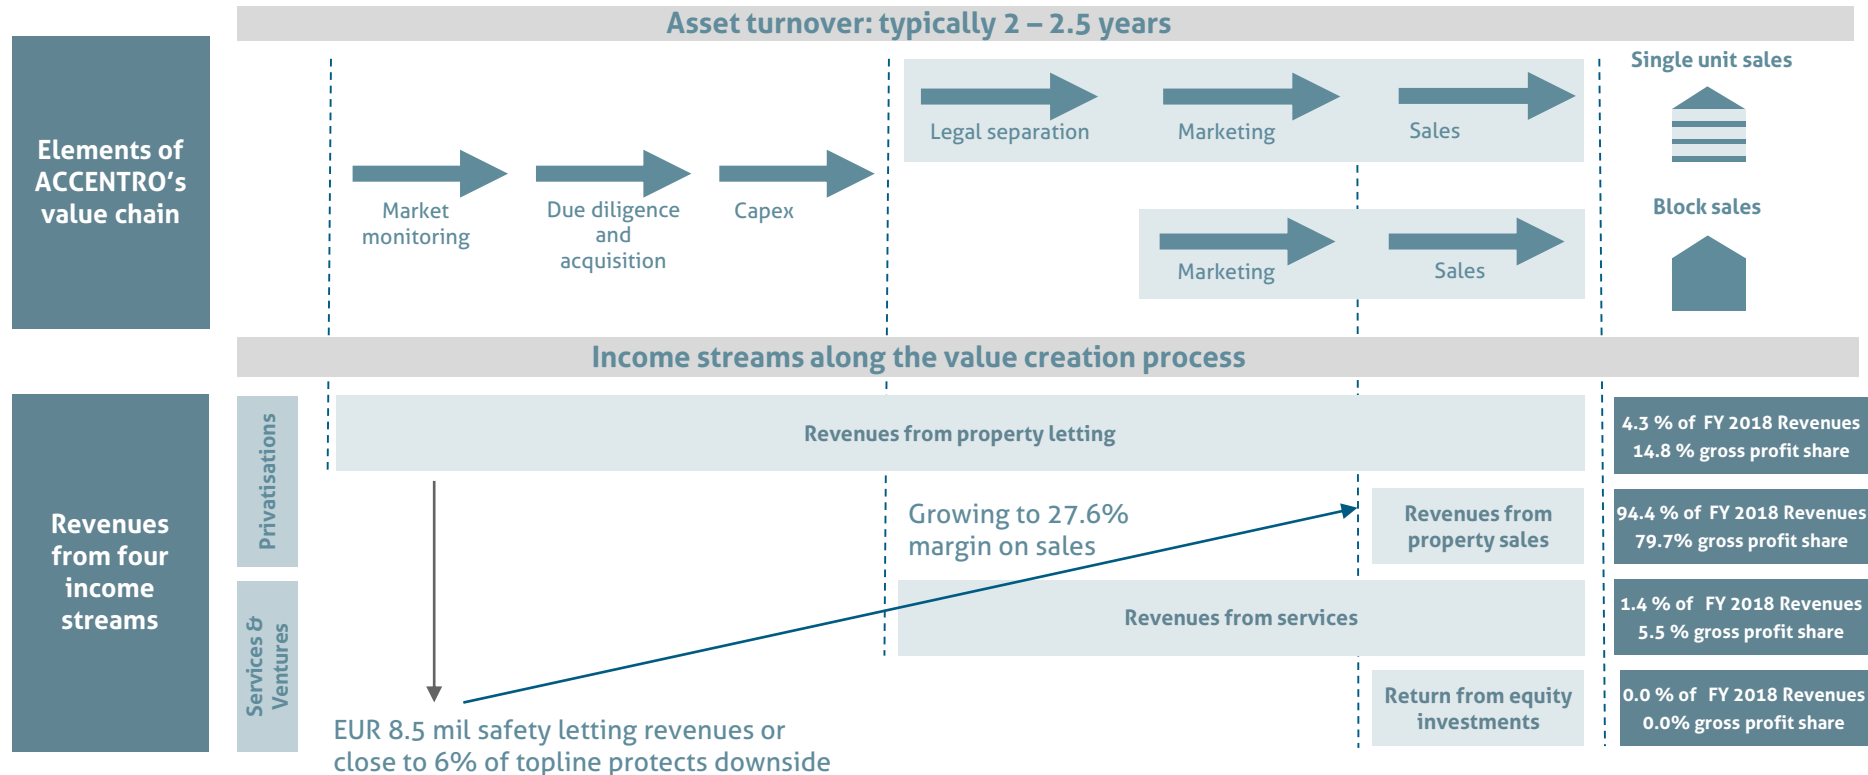 Asset turnover: typically 2 – 2.5 years
Elements of
ACCENTRO’s
value chain
Market
monitoring
Due diligence
and
acquisition
Capex
Legal separation
Marketing
Sales
Single unit sales
Marketing
Sales
Block sales
Income streams along the value creation process
Revenues
from four
income
streams
Privatisations
Revenues from property letting
4.3 % of FY 2018 Revenues
14.8 % gross profit share
Growing to 27.6%
margin on sales
Revenues from
property sales
94.4 % of FY 2018 Revenues
79.7% gross profit share
Services &
Ventures
Revenues from services
1.4 % of FY 2018 Revenues
5.5 % gross profit share
Return from equity
investments
0.0 % of FY 2018 Revenues
0.0% gross profit share
EUR 8.5 mil safety letting revenues or
close to 6% of topline protects downside